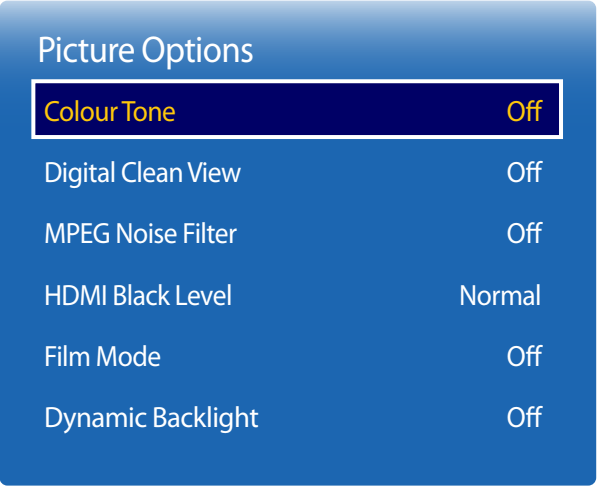 Picture Options
Colour Tone Off
Digital Clean View Off
MPEG Noise Filter Off
HDMI Black Level Normal
Film Mode Off
Dynamic Backlight Off